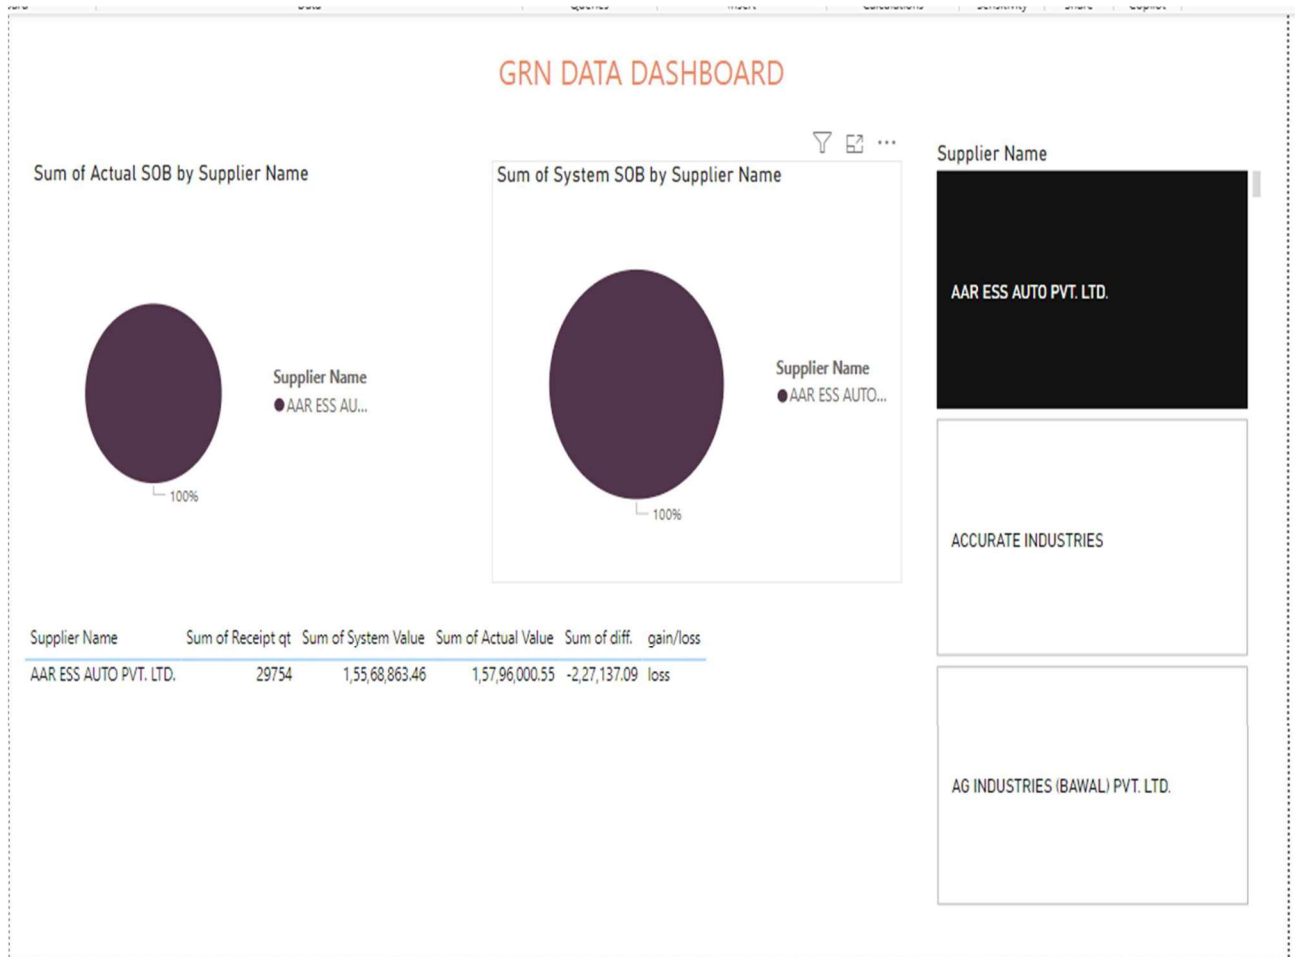 GRN DATA DASHBOARD
Sum of Actual SOB by Supplier Name
Supplier Name
AAR ESS AU...
100%
Sum of System SOB by Supplier Name
Supplier Name
AAR ESS AUTO...
100%
Supplier Name
AAR ESS AUTO PVT. LTD.
ACCURATE INDUSTRIES
AG INDUSTRIES (BAWAL) PVT. LTD.
Supplier Name Sum of Receipt qt Sum of System Value Sum of Actual Value Sum of diff. gain/loss
AAR ESS AUTO PVT. LTD. 29754 1,55,68,863.46 1,57,96,000.55 -2,27,137.09 loss